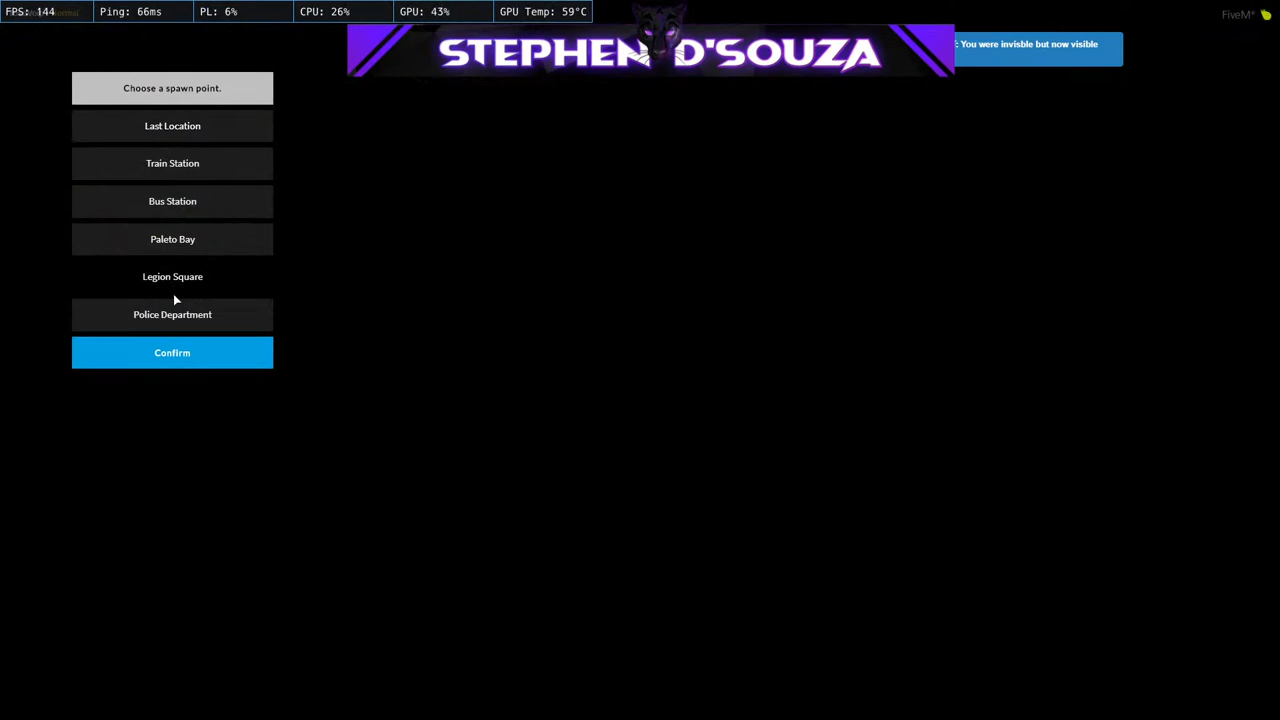 FPS: 144
Ping: 66ms
PL: 6%
CPU: 26%
GPU: 43%
GPU Temp: 59°C
FiveM*
STEPHEN D'SOUZA
: You were invisble but now visible
Choose a spawn point.
Last Location
Train Station
Bus Station
Paleto Bay
Legion Square
Police Department
Confirm